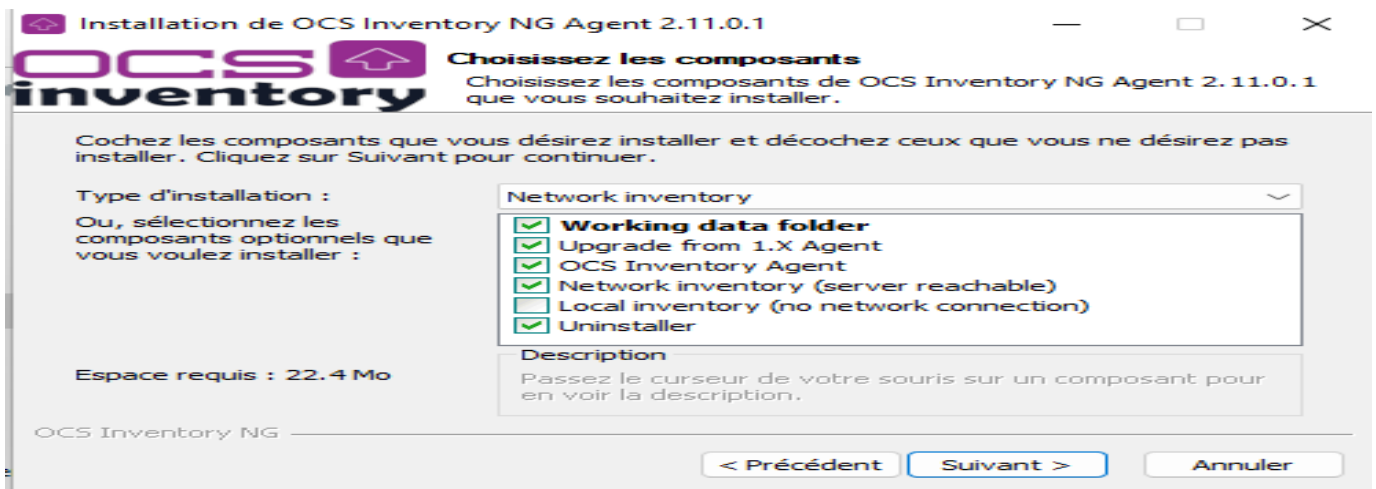 Installation de OCS Inventory NG Agent 2.11.0.1
OCS
inventory
Choisissez les composants
Choisissez les composants de OCS Inventory NG Agent 2.11.0.1
que vous souhaitez installer.
Cochez les composants que vous désirez installer et décochez ceux que vous ne désirez pas
installer. Cliquez sur Suivant pour continuer.
Type d'installation :
Network inventory
Ou, sélectionnez les
composants optionnels que
vous voulez installer :
Working data folder
Upgrade from 1.X Agent
OCS Inventory Agent
Network inventory (server reachable)
Local inventory (no network connection)
Uninstaller
Espace requis : 22.4 Mo
Description
Passez le curseur de votre souris sur un composant pour
en voir la description.
OCS Inventory NG
< Précédent
Suivant >
Annuler